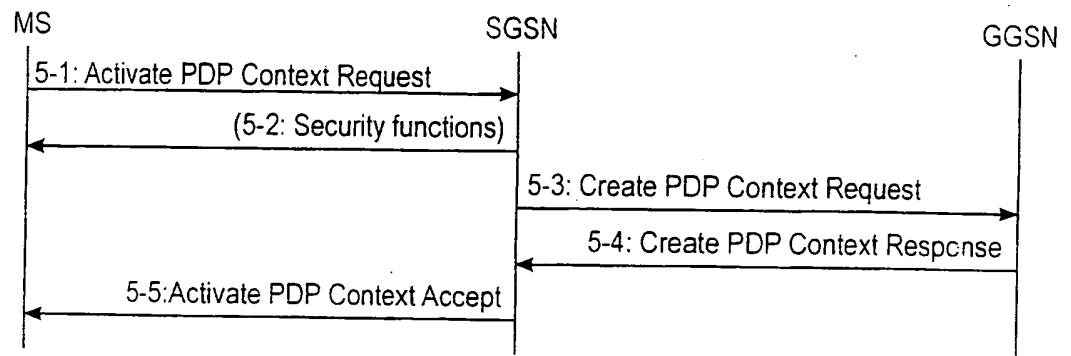 MS
SGSN
GGSN
5-1: Activate PDP Context Request
(5-2: Security functions)
5-3: Create PDP Context Request
5-4: Create PDP Context Response
5-5:Activate PDP Context Accept